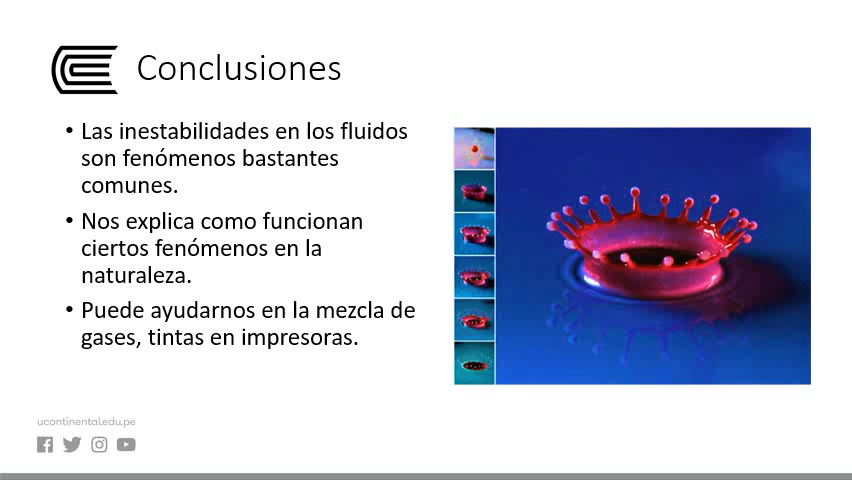 Conclusiones
• Las inestabilidades en los fluidos
son fenómenos bastantes
comunes.
• Nos explica como funcionan
ciertos fenómenos en la
naturaleza.
• Puede ayudarnos en la mezcla de
gases, tintas en impresoras.
ucontinental.edu.pe